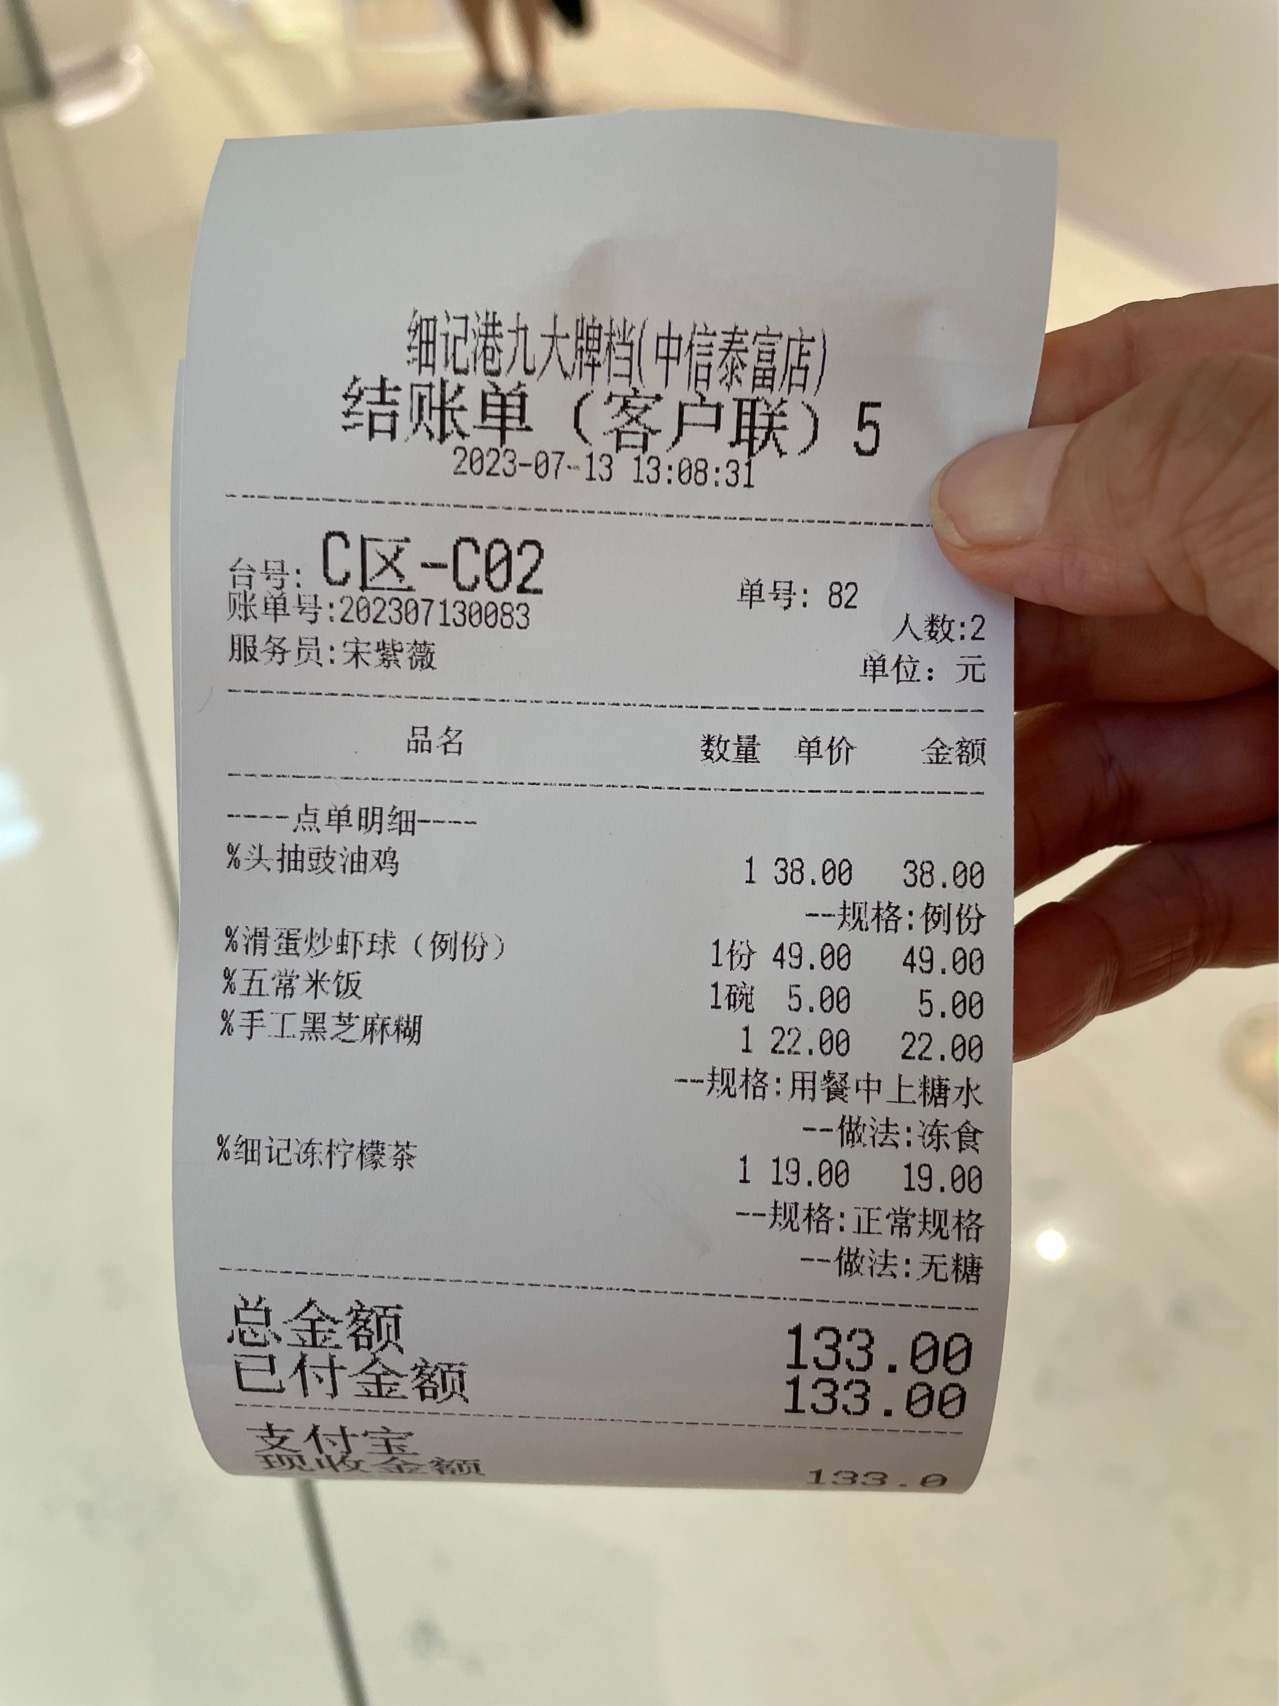 细记港九大牌档(中信泰富店)
结账单（客户联）5
2023-07-13 13:08:31
台号: C区-C02 单号: 82
账单号:202307130083 人数:2
服务员:宋紫薇 单位: 元
品名 数量 单价 金额
----点单明细----
%头抽豉油鸡 1 38.00 38.00
--规格:例份
%滑蛋炒虾球（例份） 1份 49.00 49.00
%五常米饭 1碗 5.00 5.00
%手工黑芝麻糊 1 22.00 22.00
--规格:用餐中上糖水
--做法:冻食
%细记冻柠檬茶 1 19.00 19.00
--规格:正常规格
--做法:无糖
总金额 133.00
已付金额 133.00
支付宝
现收金额 133.0